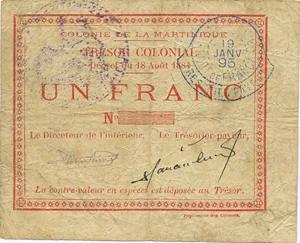 COLONIE DE LA MARTINIQUE
TRÉSOR COLONIAL
Décret du 18 Août 1884
19
JANV
95
UN FRANC
N
Le Directeur de l'intérieur,
Le Trésorier-payeur,
La contre-valeur en espèces est déposée au Trésor.